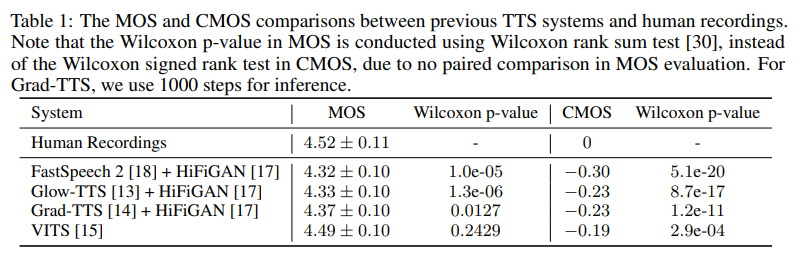 Table 1: The MOS and CMOS comparisons between previous TTS systems and human recordings.
Note that the Wilcoxon p-value in MOS is conducted using Wilcoxon rank sum test [30], instead
of the Wilcoxon signed rank test in CMOS, due to no paired comparison in MOS evaluation. For
Grad-TTS, we use 1000 steps for inference.
System | MOS Wilcoxon p-value | CMOS Wilcoxon p-value
Human Recordings | 4.52 ± 0.11 - | 0 -
FastSpeech 2 [18] + HiFiGAN [17] | 4.32 ± 0.10 1.0e-05 | −0.30 5.1e-20
Glow-TTS [13] + HiFiGAN [17] | 4.33 ± 0.10 1.3e-06 | −0.23 8.7e-17
Grad-TTS [14] + HiFiGAN [17] | 4.37 ± 0.10 0.0127 | −0.23 1.2e-11
VITS [15] | 4.49 ± 0.10 0.2429 | −0.19 2.9e-04